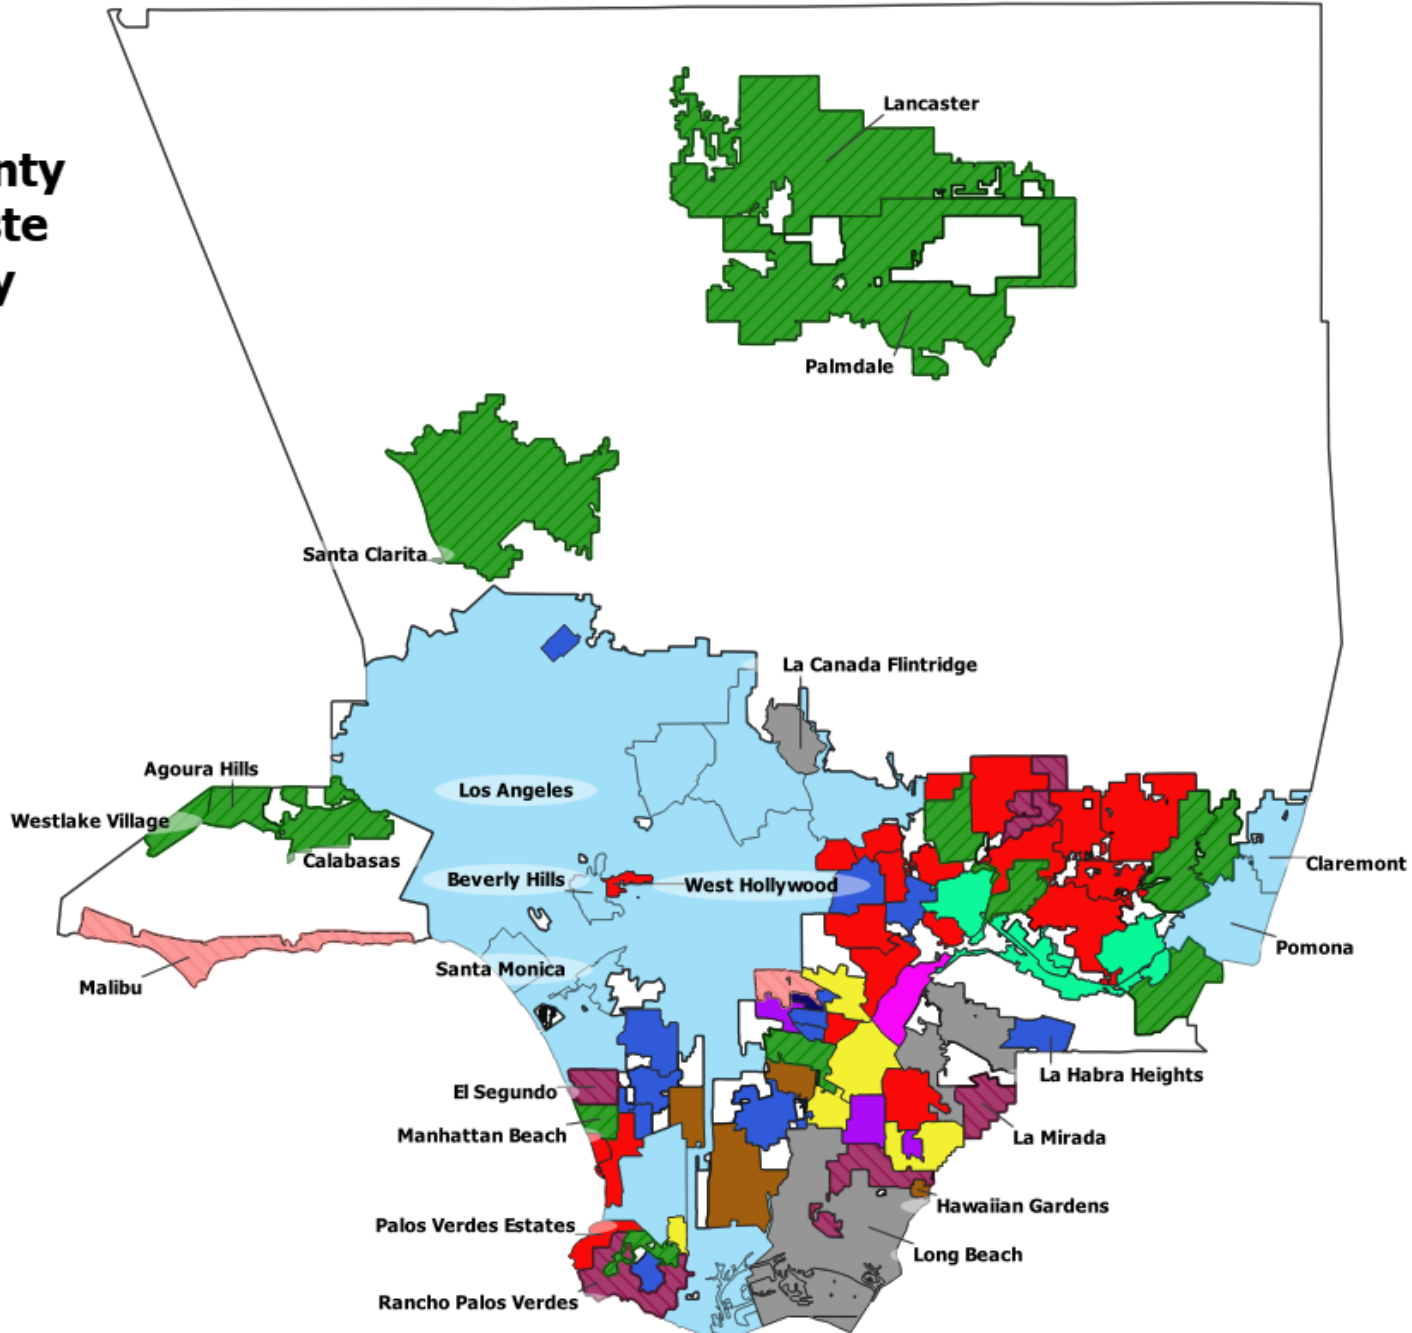 nty
ste
y
Lancaster
Palmdale
Santa Clarita
La Canada Flintridge
Agoura Hills
Los Angeles
Westlake Village
Calabasas
Claremont
Beverly Hills
West Hollywood
Pomona
Santa Monica
Malibu
La Habra Heights
El Segundo
Manhattan Beach
La Mirada
Hawaiian Gardens
Palos Verdes Estates
Long Beach
Rancho Palos Verdes